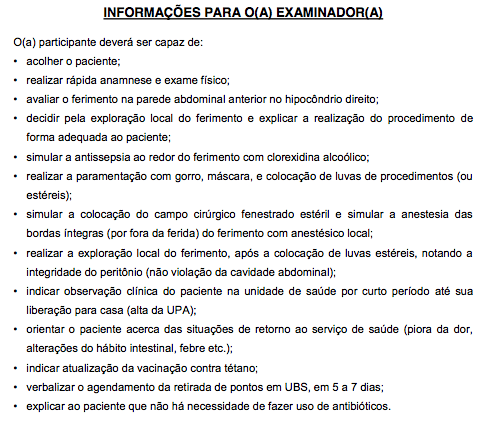 INFORMAÇÕES PARA O(A) EXAMINADOR(A)
O(a) participante deverá ser capaz de:
• acolher o paciente;
• realizar rápida anamnese e exame físico;
• avaliar o ferimento na parede abdominal anterior no hipocôndrio direito;
• decidir pela exploração local do ferimento e explicar a realização do procedimento de
forma adequada ao paciente;
• simular a antissepsia ao redor do ferimento com clorexidina alcoólico;
• realizar a paramentação com gorro, máscara, e colocação de luvas de procedimentos (ou
estéreis);
• simular a colocação do campo cirúrgico fenestrado estéril e simular a anestesia das
bordas íntegras (por fora da ferida) do ferimento com anestésico local;
• realizar a exploração local do ferimento, após a colocação de luvas estéreis, notando a
integridade do peritônio (não violação da cavidade abdominal);
• indicar observação clínica do paciente na unidade de saúde por curto período até sua
liberação para casa (alta da UPA);
• orientar o paciente acerca das situações de retorno ao serviço de saúde (piora da dor,
alterações do hábito intestinal, febre etc.);
• indicar atualização da vacinação contra tétano;
• verbalizar o agendamento da retirada de pontos em UBS, em 5 a 7 dias;
• explicar ao paciente que não há necessidade de fazer uso de antibióticos.